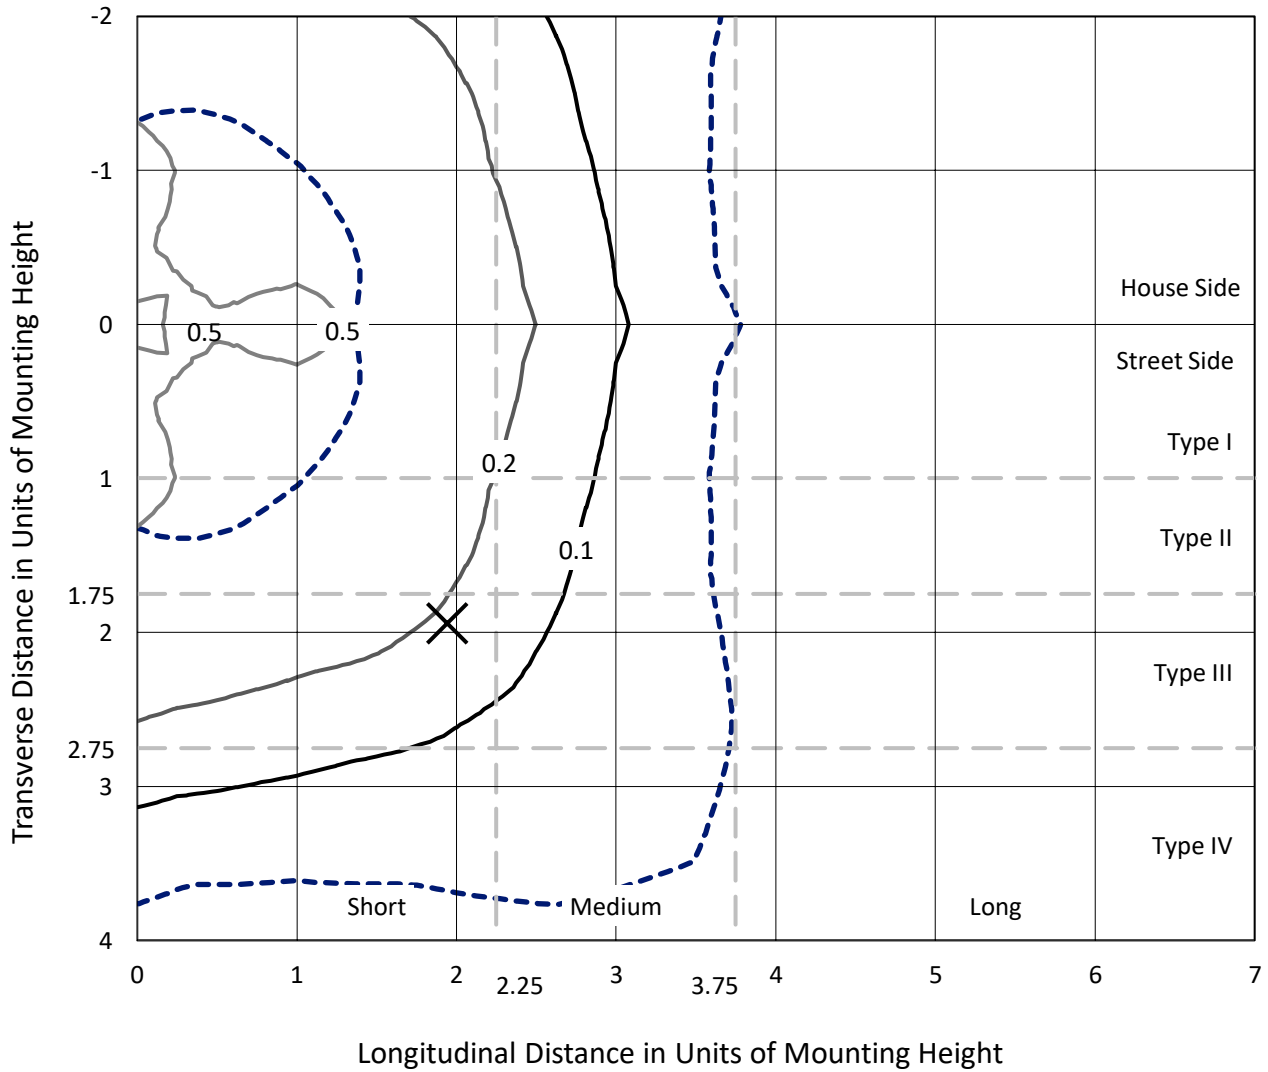 -2
-1
House Side
0
0.5
0.5
Street Side
Type I
0.2
1
Type II
0.1
1.75
2
Type III
2.75
3
Type IV
Short
Medium
Long
4
0
1
2
2.25
3
3.75
4
5
6
7
Transverse Distance in Units of Mounting Height
Longitudinal Distance in Units of Mounting Height